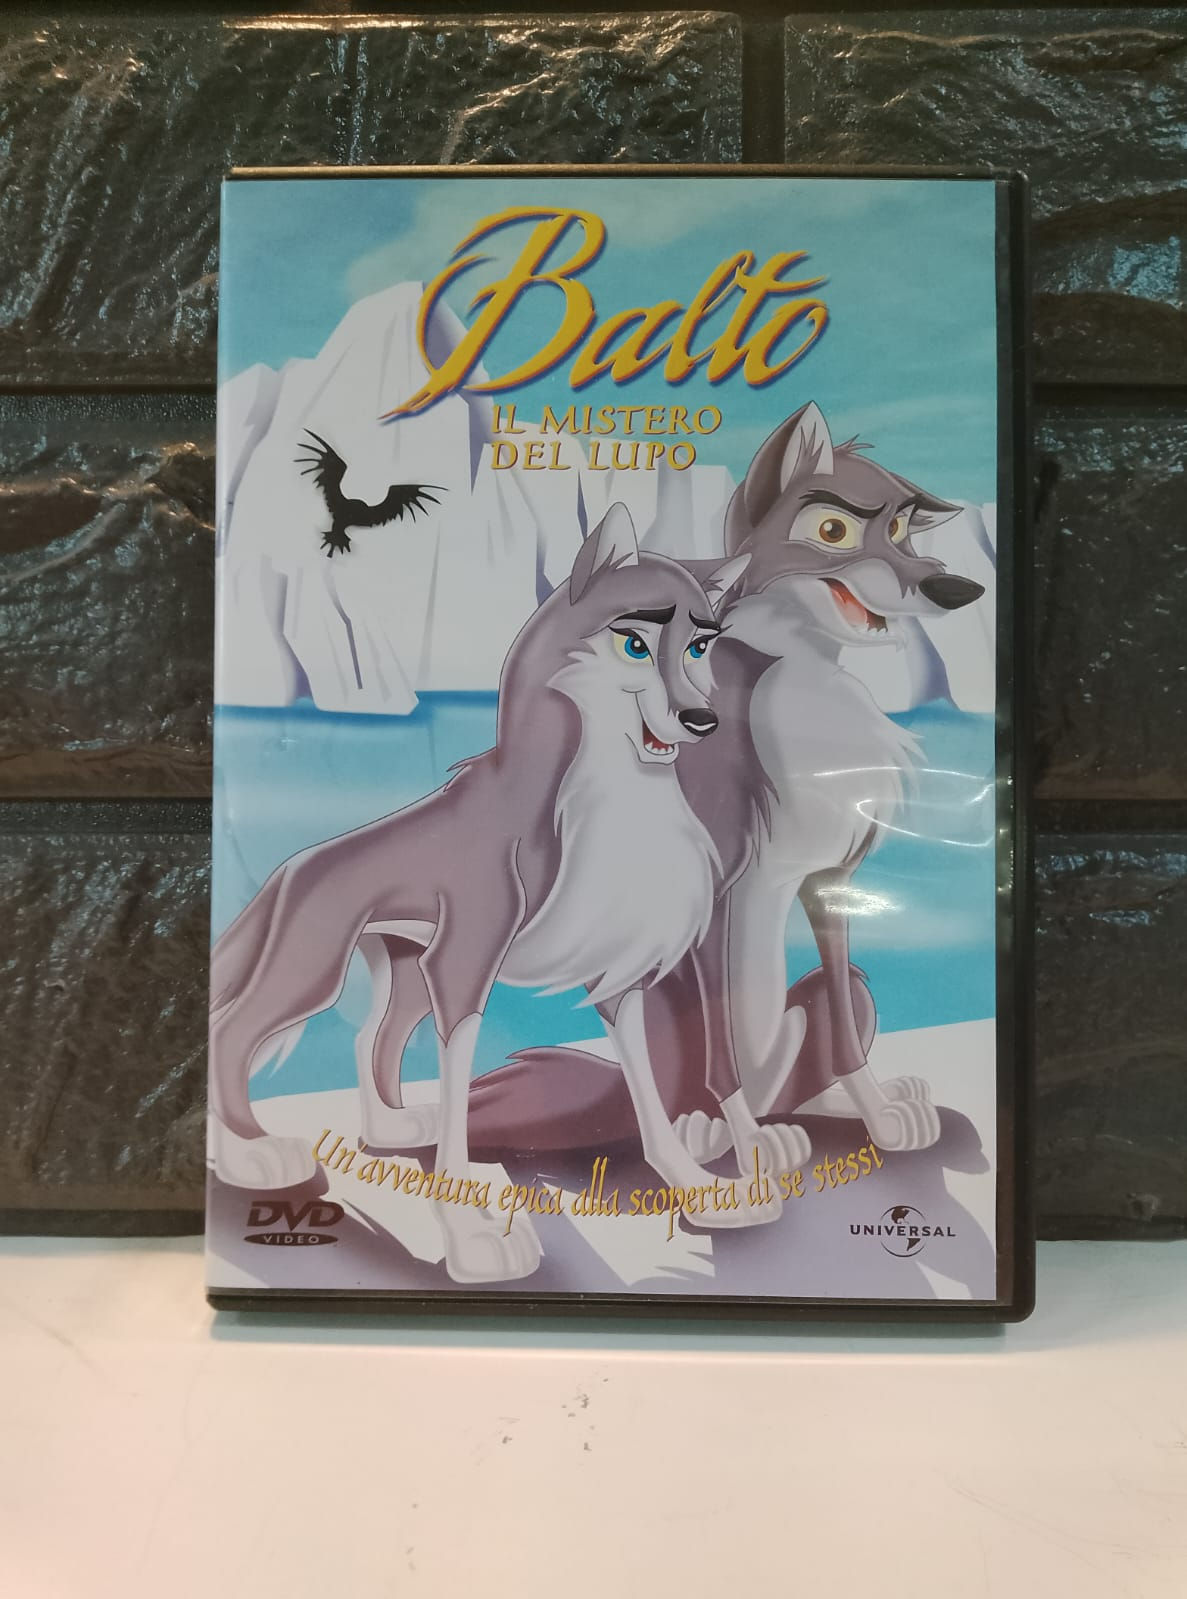 Balto
IL MISTERO
DEL LUPO
Un'avventura epica alla scoperta di se stessi
DVD
VIDEO
UNIVERSAL